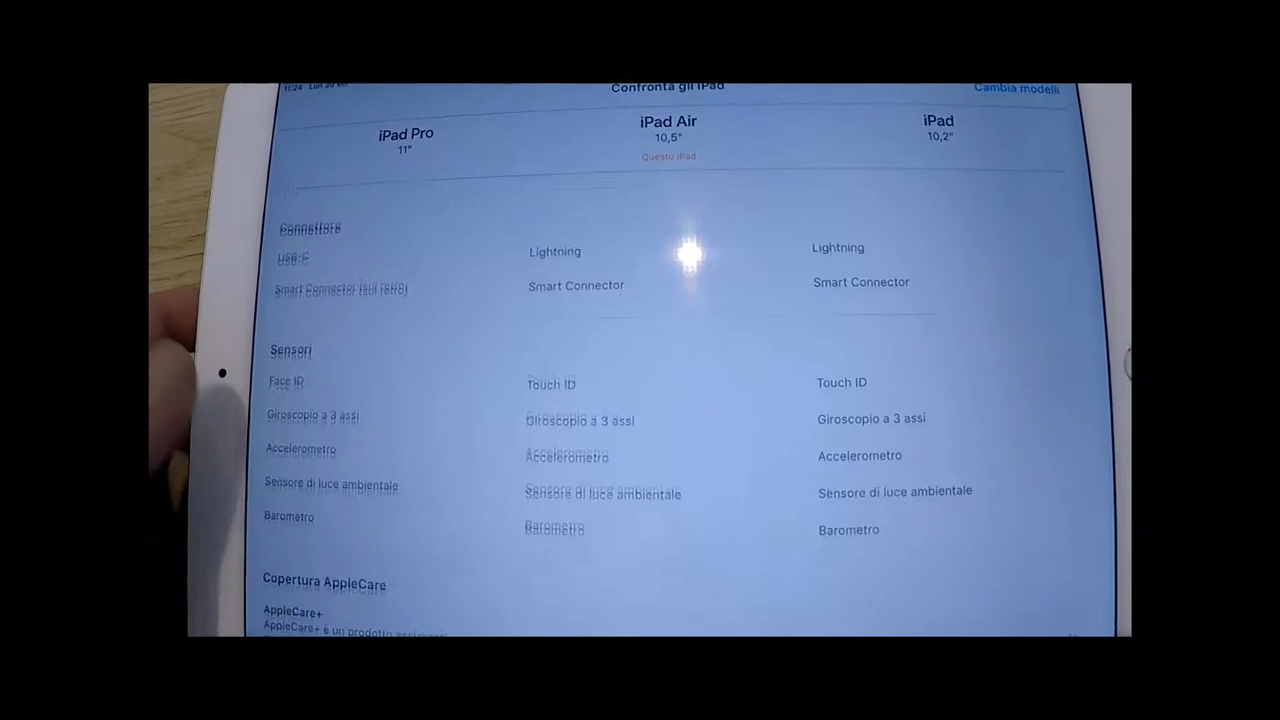 11:24 Lun 30
Confronta gli iPad
Cambia modelli
iPad Pro
11"
iPad Air
10,5"
Questo iPad
iPad
10,2"
Connettore
USB-C
Lightning
Lightning
Smart Connector (sul retro)
Smart Connector
Smart Connector
Sensori
Face ID
Touch ID
Touch ID
Giroscopio a 3 assi
Giroscopio a 3 assi
Giroscopio a 3 assi
Accelerometro
Accelerometro
Accelerometro
Sensore di luce ambientale
Sensore di luce ambientale
Sensore di luce ambientale
Barometro
Barometro
Barometro
Copertura AppleCare
AppleCare+
AppleCare+ è un prodotto